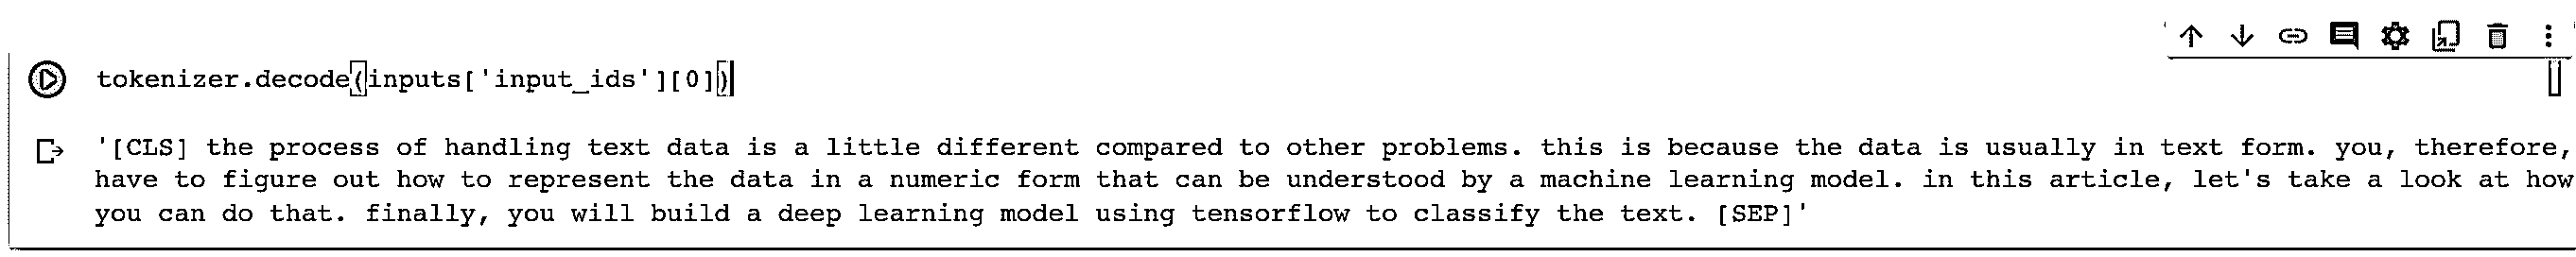 tokenizer.decode(inputs['input_ids'][0])
'[CLS] the process of handling text data is a little different compared to other problems. this is because the data is usually in text form. you, therefore,
have to figure out how to represent the data in a numeric form that can be understood by a machine learning model. in this article, let's take a look at how
you can do that. finally, you will build a deep learning model using tensorflow to classify the text. [SEP]'